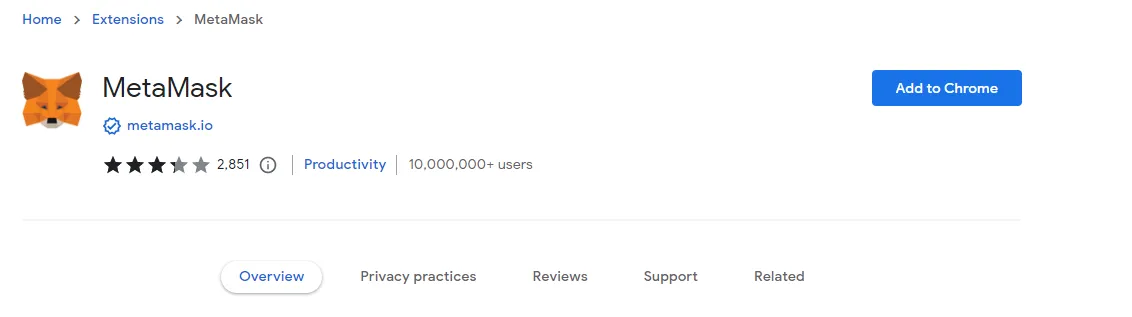 Home > Extensions > MetaMask
MetaMask
Add to Chrome
metamask.io
2,851 Productivity 10,000,000+ users
Overview Privacy practices Reviews Support Related